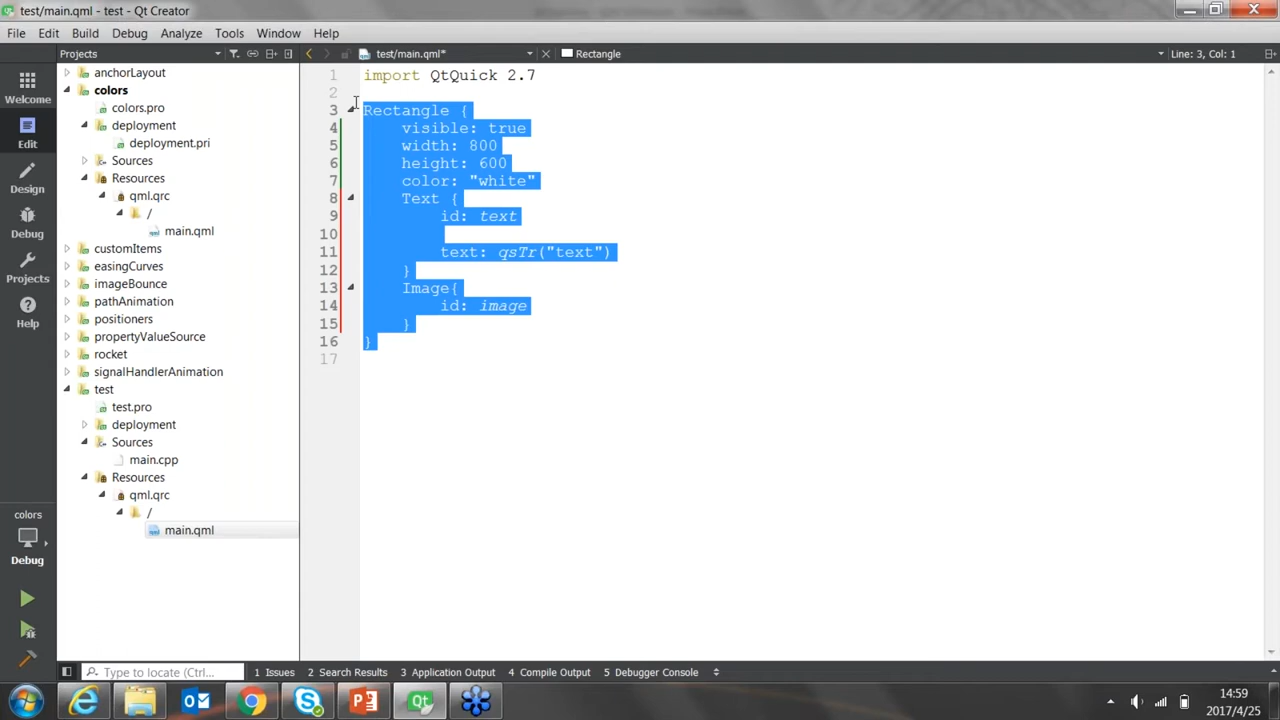 test/main.qml - test - Qt Creator
File Edit Build Debug Analyze Tools Window Help
Projects test/main.qml* Rectangle Line: 3, Col: 1
Welcome
Edit
Design
Debug
Projects
Help
colors
Debug
anchorLayout
colors
colors.pro
deployment
deployment.pri
Sources
Resources
qml.qrc
/
main.qml
customItems
easingCurves
imageBounce
pathAnimation
positioners
propertyValueSource
rocket
signalHandlerAnimation
test
test.pro
deployment
Sources
main.cpp
Resources
qml.qrc
/
main.qml
1 import QtQuick 2.7
2
3 Rectangle {
4 visible: true
5 width: 800
6 height: 600
7 color: "white"
8 Text {
9 id: text
10
11 text: qsTr("text")
12 }
13 Image{
14 id: image
15 }
16 }
17
Type to locate (Ctrl... 1 Issues 2 Search Results 3 Application Output 4 Compile Output 5 Debugger Console
14:59
2017/4/25